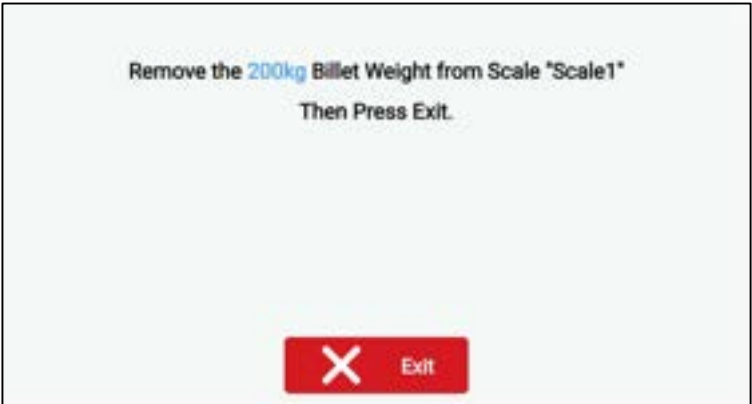 Remove the 200kg Billet Weight from Scale "Scale1"
Then Press Exit.
Exit